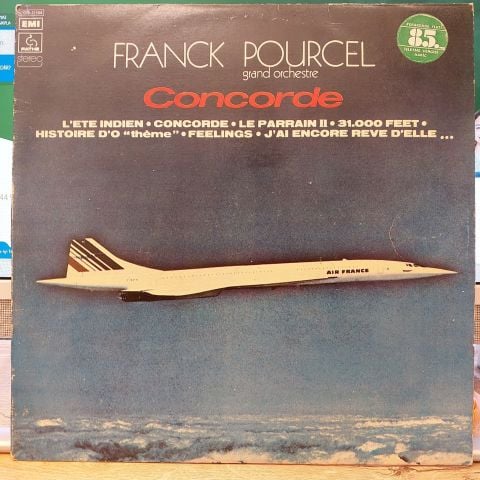 EMI
PATHE
stereo
FRANCK POURCEL
grand orchestre
85
Concorde
L'ETE INDIEN • CONCORDE • LE PARRAIN II • 31.000 FEET •
HISTOIRE D'O "thème" • FEELINGS • J'AI ENCORE REVE D'ELLE ...
AIR FRANCE